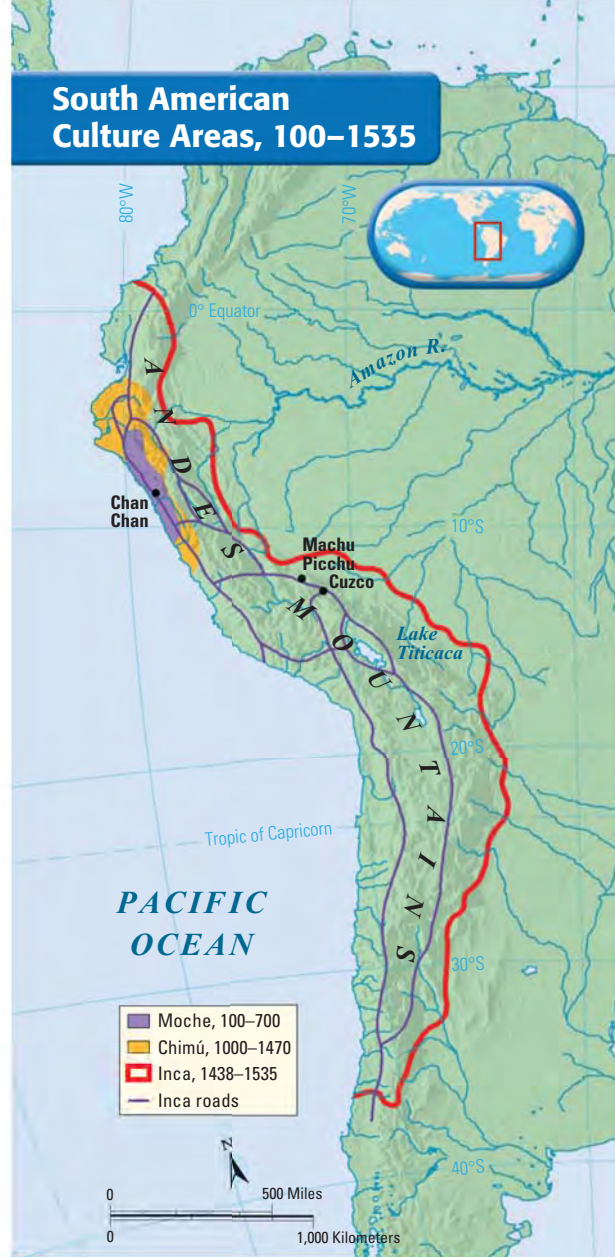 South American
Culture Areas, 100–1535
80°W
70°W
0° Equator
Amazon R.
ANDES MOUNTAINS
Chan
Chan
10°S
Machu
Picchu
Cuzco
Lake
Titicaca
20°S
Tropic of Capricorn
PACIFIC
OCEAN
30°S
Moche, 100–700
Chimú, 1000–1470
Inca, 1438–1535
Inca roads
N
40°S
0 500 Miles
0 1,000 Kilometers